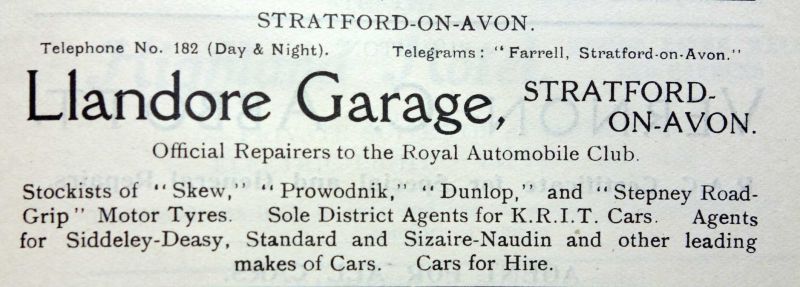 STRATFORD-ON-AVON.
Telephone No. 182 (Day & Night). Telegrams: "Farrell, Stratford-on-Avon."
Llandore Garage, STRATFORD-
ON-AVON.
Official Repairers to the Royal Automobile Club.
Stockists of "Skew," "Prowodnik," "Dunlop," and "Stepney Road-
Grip" Motor Tyres. Sole District Agents for K.R.I.T. Cars. Agents
for Siddeley-Deasy, Standard and Sizaire-Naudin and other leading
makes of Cars. Cars for Hire.